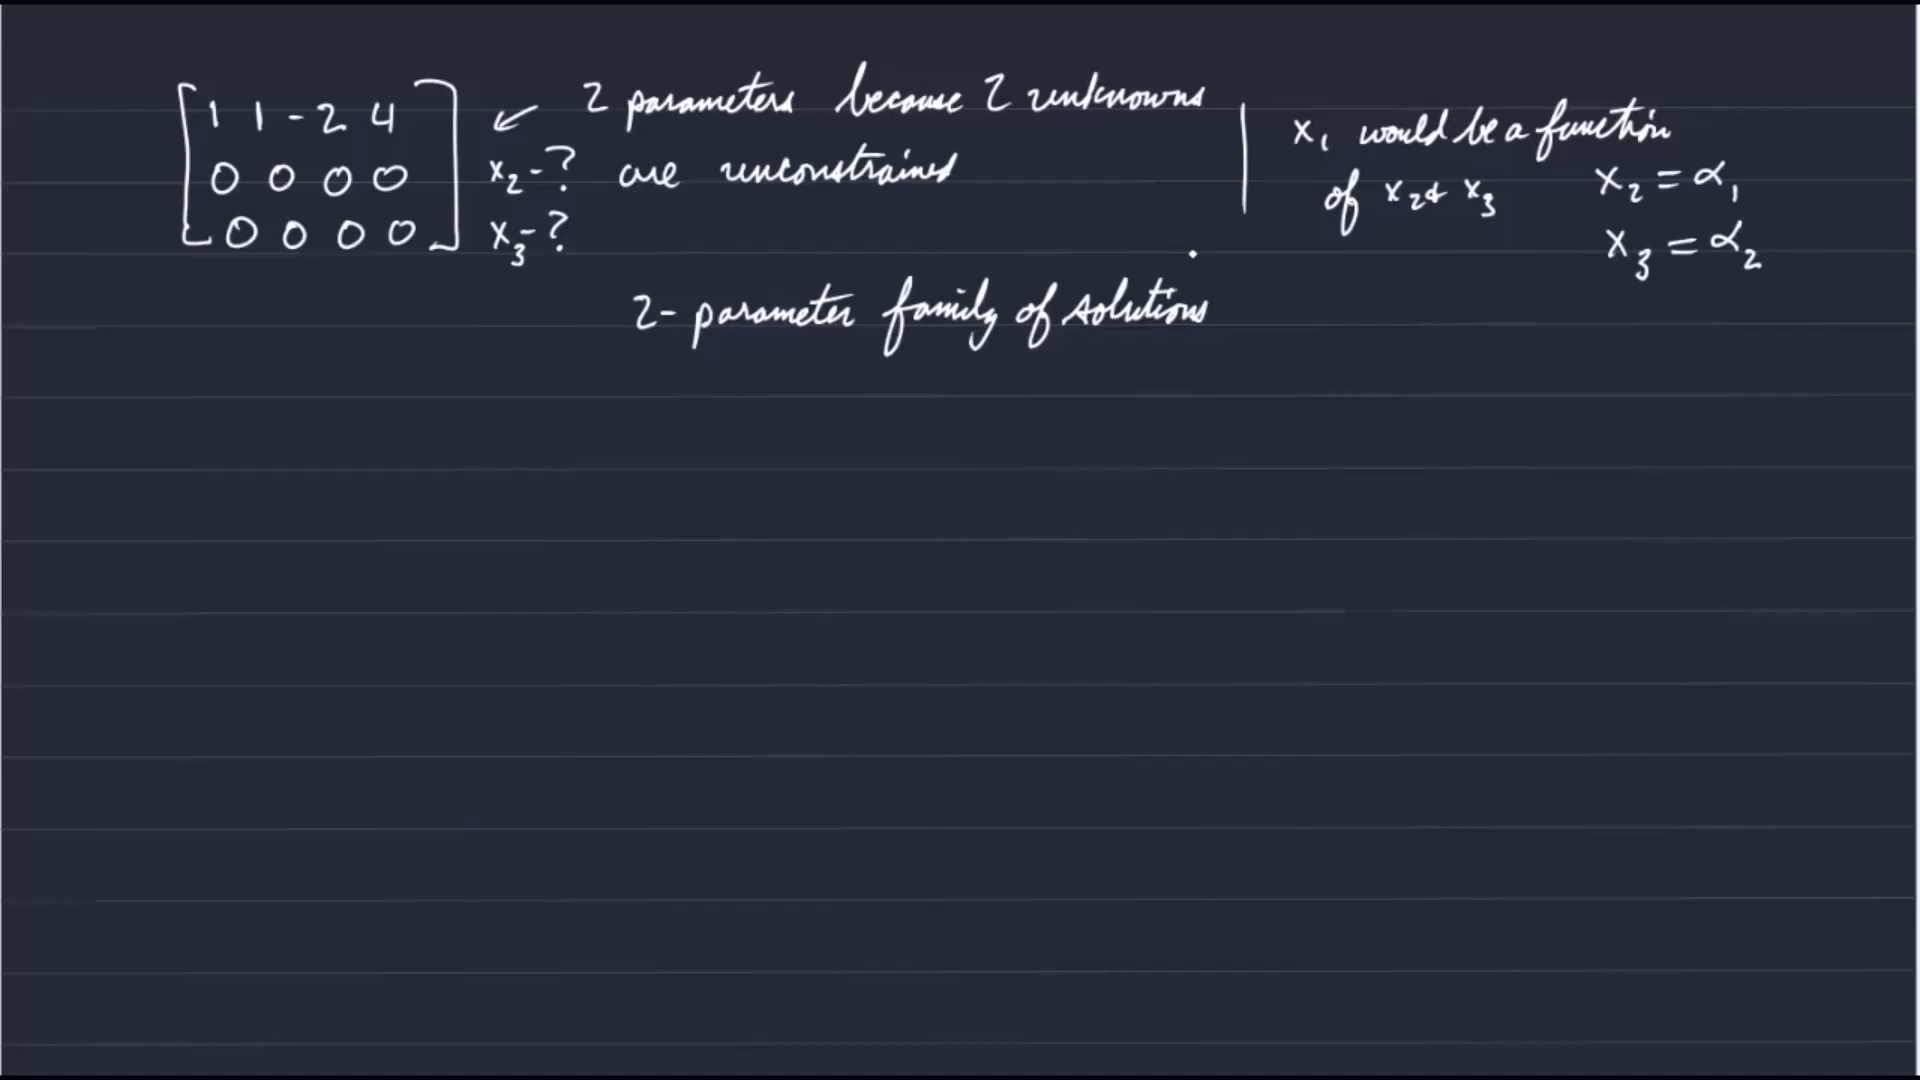 1 1 -2 4
0 0 0 0
0 0 0 0
x₂-?
x₃-?
2 parameters because 2 unknowns
are unconstrained
2-parameter family of solutions
x₁ would be a function
of x₂ & x₃
x₂ = α₁
x₃ = α₂